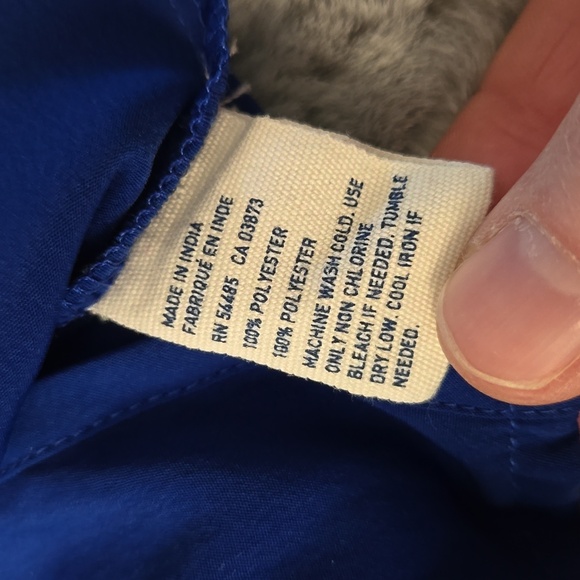 MADE IN INDIA
FABRIQUÉ EN INDE
RN 56485 CA 03873
100% POLYESTER
100% POLYESTER
MACHINE WASH COLD. USE
ONLY NON CHLORINE
BLEACH IF NEEDED. TUMBLE
DRY LOW. COOL IRON IF
NEEDED.